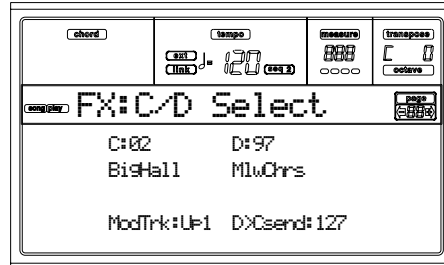 chord tempo measure transpose
ext ♩= 120 888 C 0
link seq 2 octave
song play FX:C/D Select page
88
C:02 D:97
BigHall MlwChrs
ModTrk:Up1 D>Csend:127